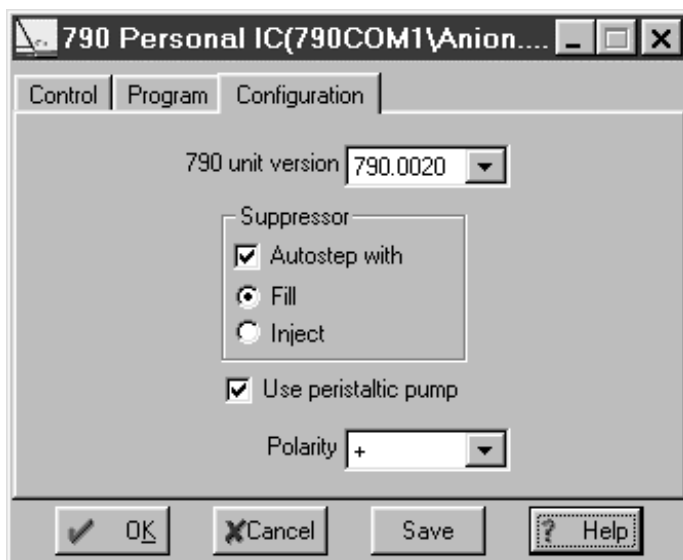 790 Personal IC(790COM1\Anion....
Control Program Configuration
790 unit version 790.0020
Suppressor
Autostep with
Fill
Inject
Use peristaltic pump
Polarity +
OK Cancel Save ? Help